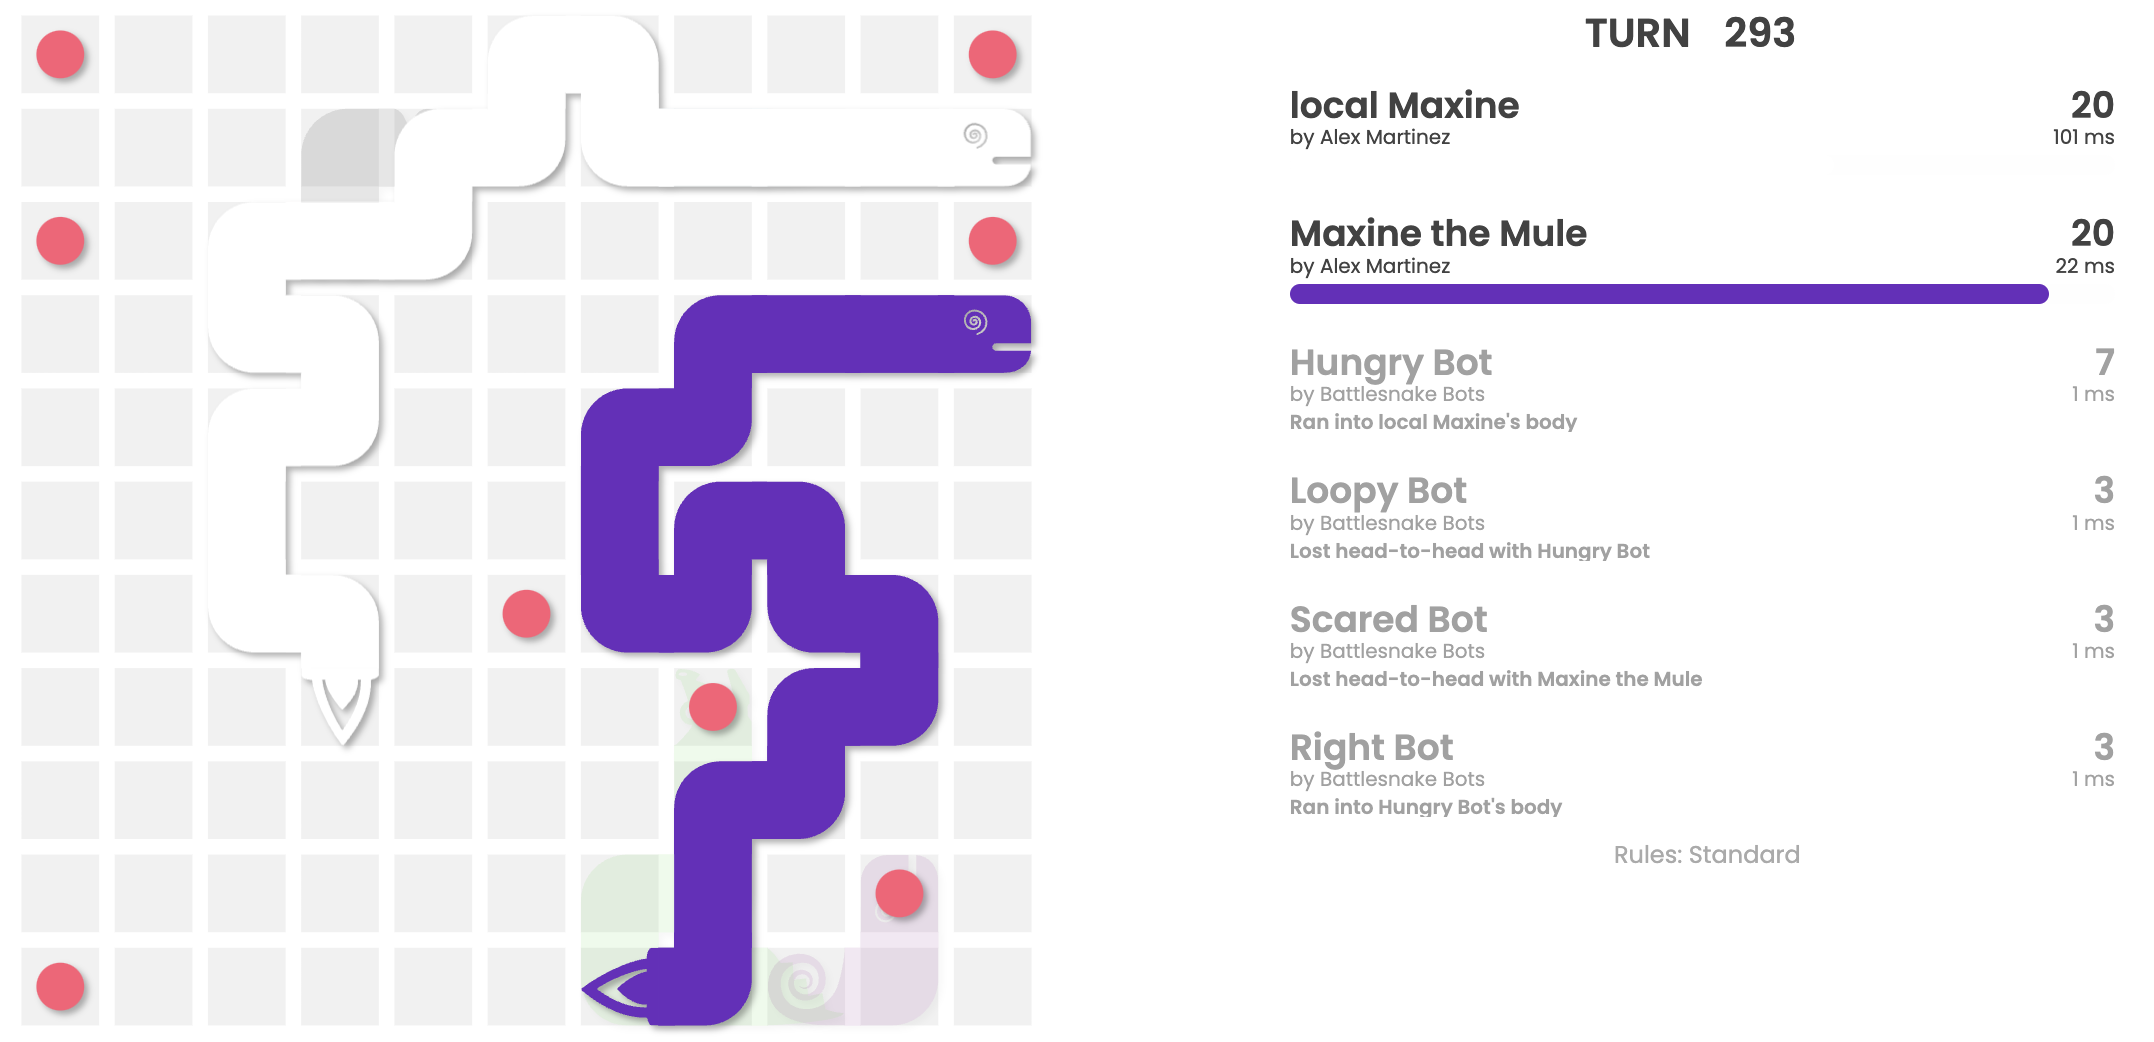 TURN 293
local Maxine 20
by Alex Martinez 101 ms
Maxine the Mule 20
by Alex Martinez 22 ms
Hungry Bot 7
by Battlesnake Bots 1 ms
Ran into local Maxine's body
Loopy Bot 3
by Battlesnake Bots 1 ms
Lost head-to-head with Hungry Bot
Scared Bot 3
by Battlesnake Bots 1 ms
Lost head-to-head with Maxine the Mule
Right Bot 3
by Battlesnake Bots 1 ms
Ran into Hungry Bot's body
Rules: Standard